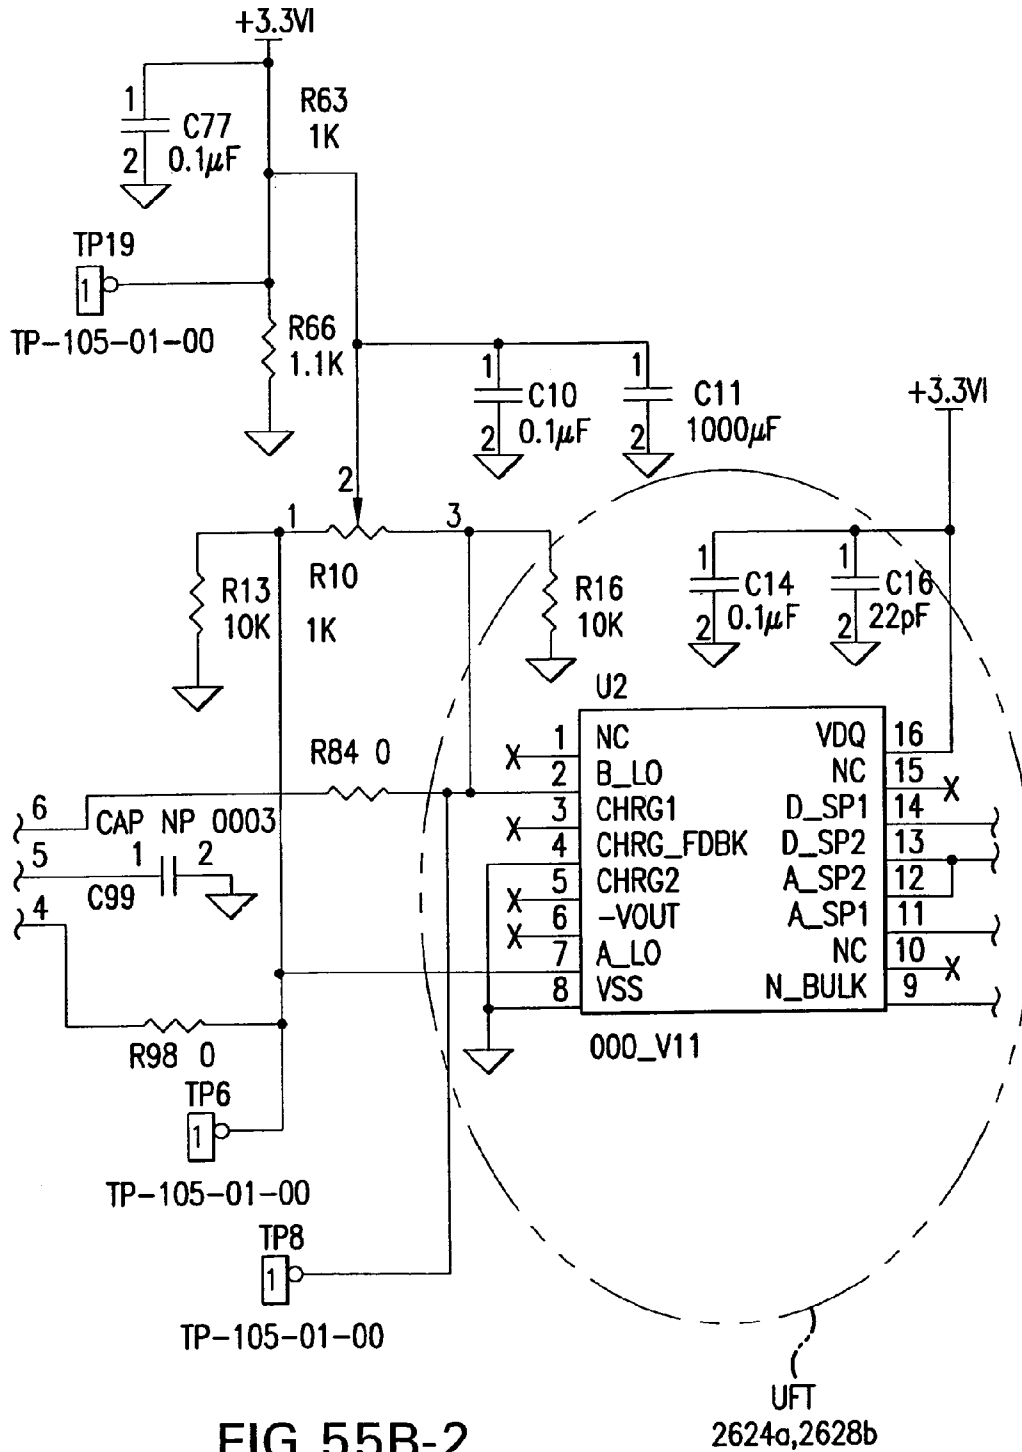 +3.3VI
R63
1K
1
C77
0.1µF
2
TP19
1
TP-105-01-00
R66
1.1K
1
C10
0.1µF
2
1
C11
1000µF
2
+3.3VI
2
1
3
R13
10K
R10
1K
R16
10K
1
C14
0.1µF
2
1
C16
22pF
2
U2
1 NC
2 B_LO
3 CHRG1
4 CHRG_FDBK
5 CHRG2
6 -VOUT
7 A_LO
8 VSS
VDQ 16
NC 15
D_SP1 14
D_SP2 13
A_SP2 12
A_SP1 11
NC 10
N_BULK 9
000_V11
R84 0
6
CAP NP 0003
5
1
2
C99
4
R98 0
TP6
1
TP-105-01-00
TP8
1
TP-105-01-00
UFT
2624a,2628b
FIG.55B-2